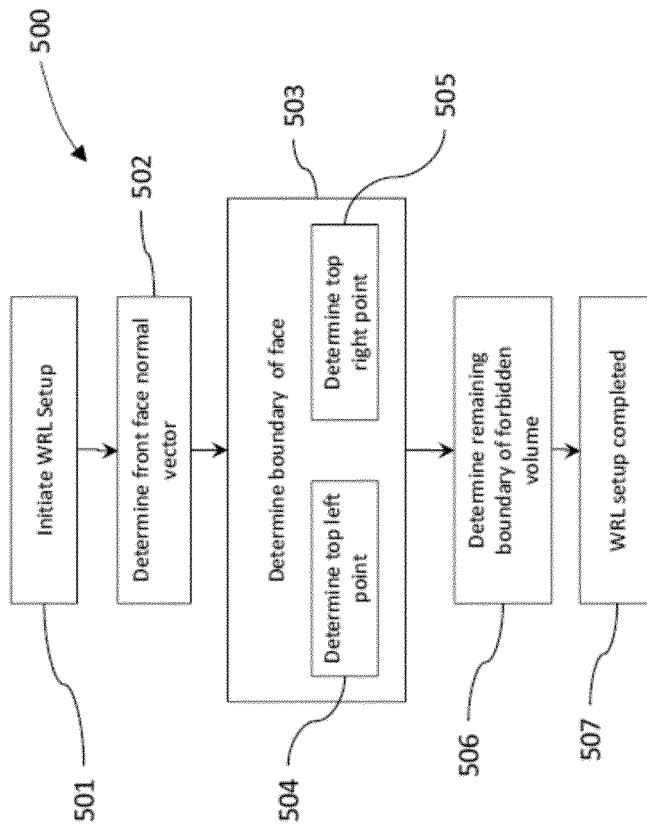 500
501
Initiate WRL Setup
502
Determine front face normal
vector
503
Determine boundary of face
504
Determine top left
point
505
Determine top
right point
506
Determine remaining
boundary of forbidden
volume
507
WRL setup completed